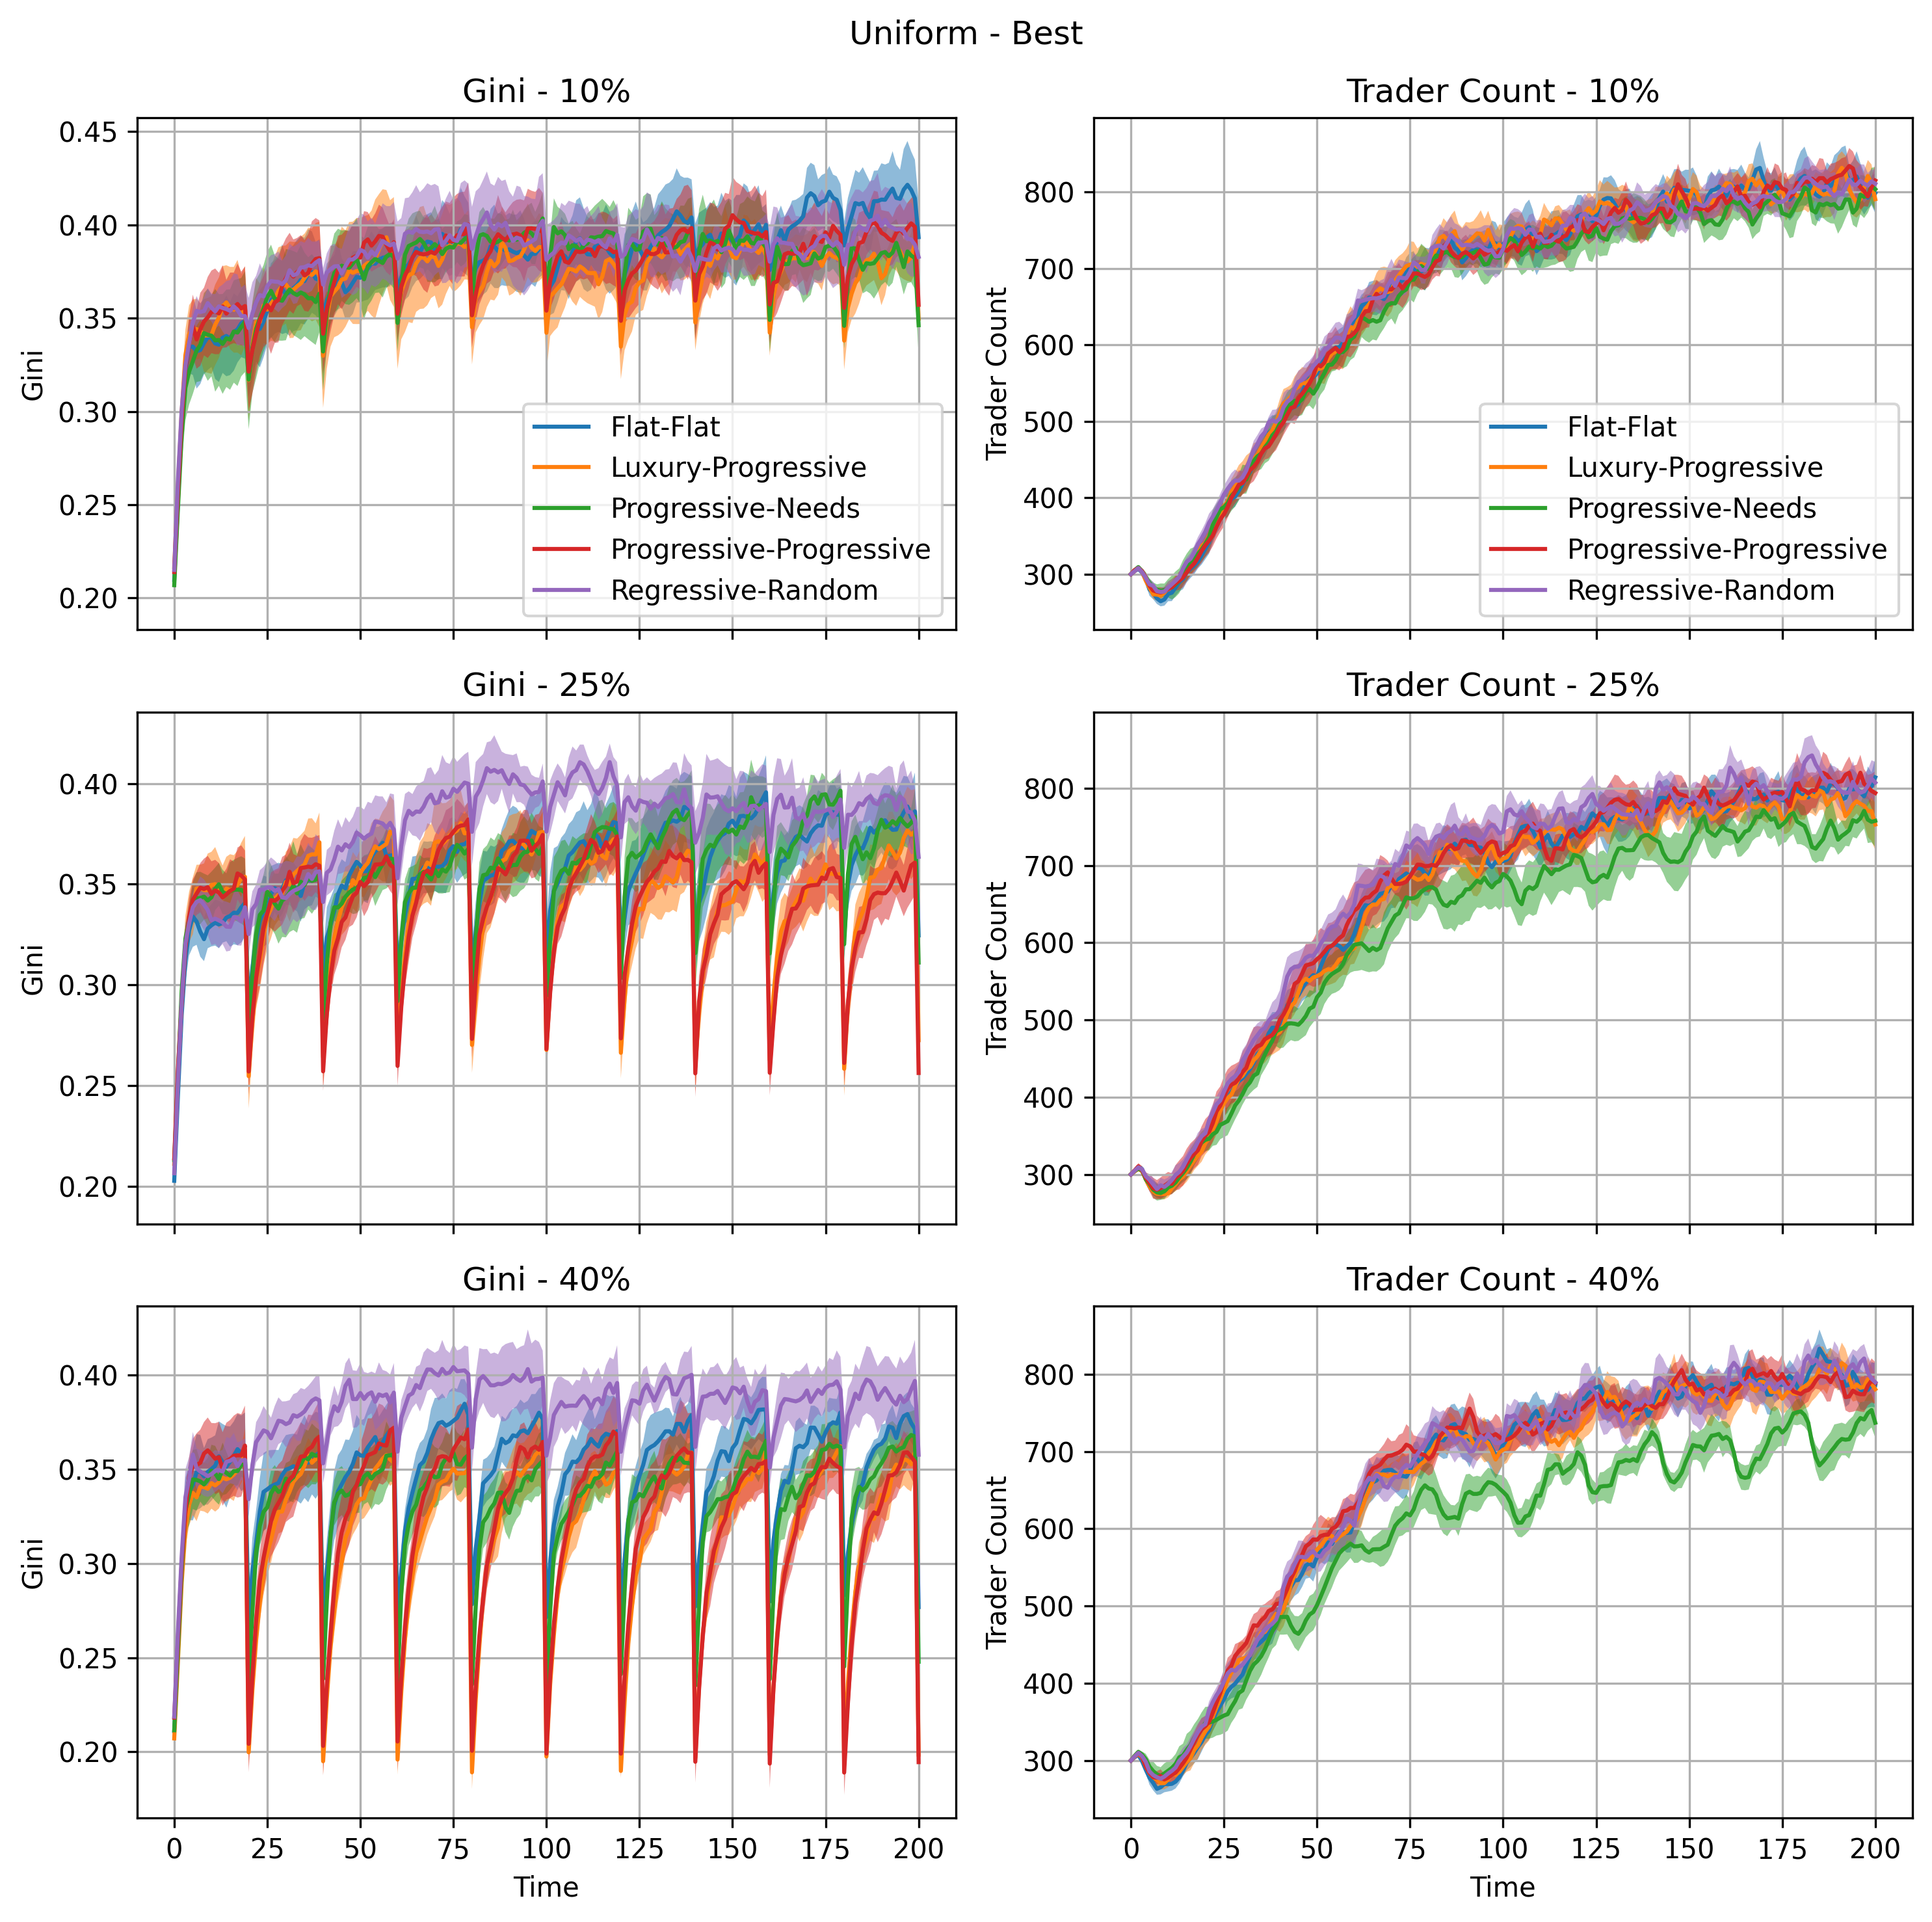 Uniform - Best
Gini - 10%
0.45
0.40
0.35
0.30
0.25
0.20
Gini
Flat-Flat
Luxury-Progressive
Progressive-Needs
Progressive-Progressive
Regressive-Random
Trader Count - 10%
800
700
600
500
400
300
Trader Count
Flat-Flat
Luxury-Progressive
Progressive-Needs
Progressive-Progressive
Regressive-Random
Gini - 25%
0.40
0.35
0.30
0.25
0.20
Gini
Trader Count - 25%
800
700
600
500
400
300
Trader Count
Gini - 40%
0.40
0.35
0.30
0.25
0.20
Gini
0 25 50 75 100 125 150 175 200
Time
Trader Count - 40%
800
700
600
500
400
300
Trader Count
0 25 50 75 100 125 150 175 200
Time